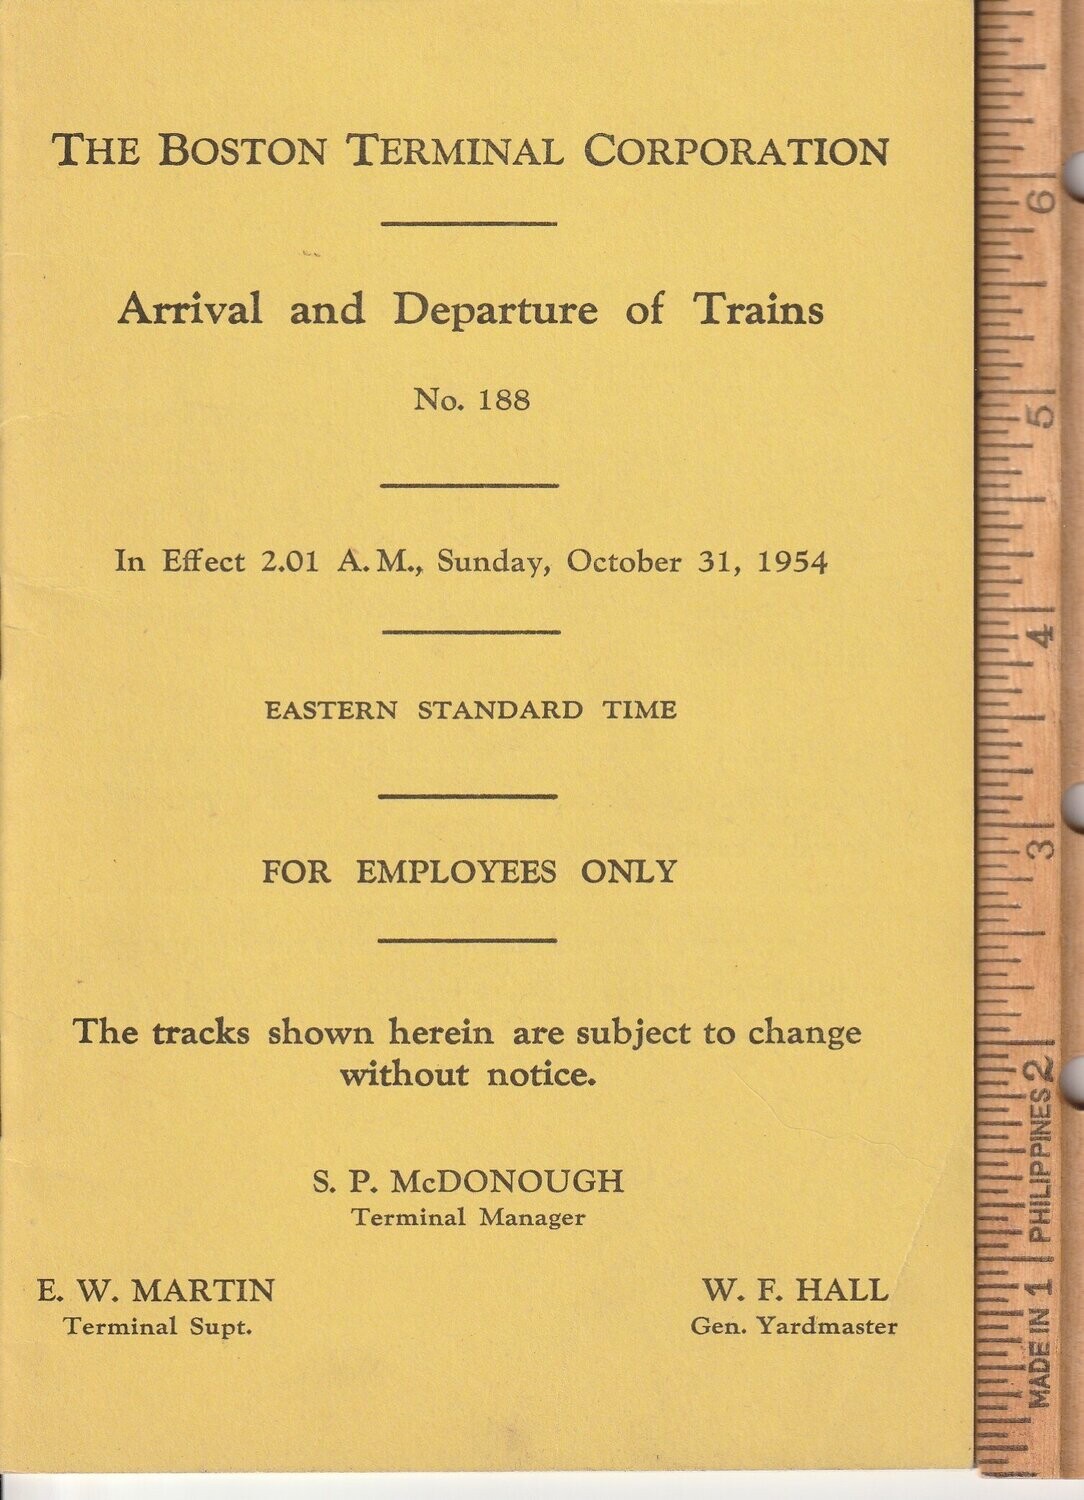 THE BOSTON TERMINAL CORPORATION
Arrival and Departure of Trains
No. 188
In Effect 2.01 A.M., Sunday, October 31, 1954
EASTERN STANDARD TIME
FOR EMPLOYEES ONLY
The tracks shown herein are subject to change
without notice.
S. P. McDONOUGH
Terminal Manager
E. W. MARTIN
Terminal Supt.
W. F. HALL
Gen. Yardmaster
6
5
4
3
2
1
MADE IN PHILIPPINES